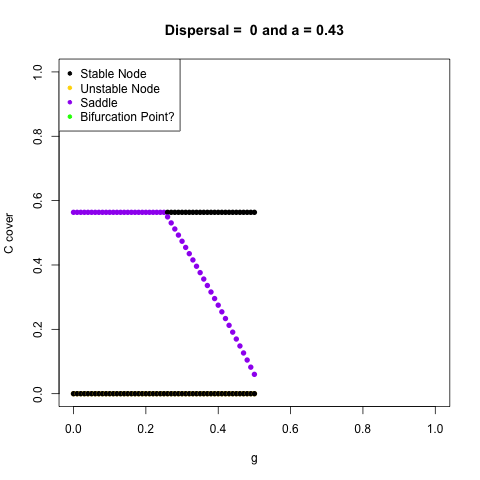 Dispersal =  0 and a = 0.43
Stable Node
Unstable Node
Saddle
Bifurcation Point?
C cover
1.0
0.8
0.6
0.4
0.2
0.0
0.0 0.2 0.4 0.6 0.8 1.0
g